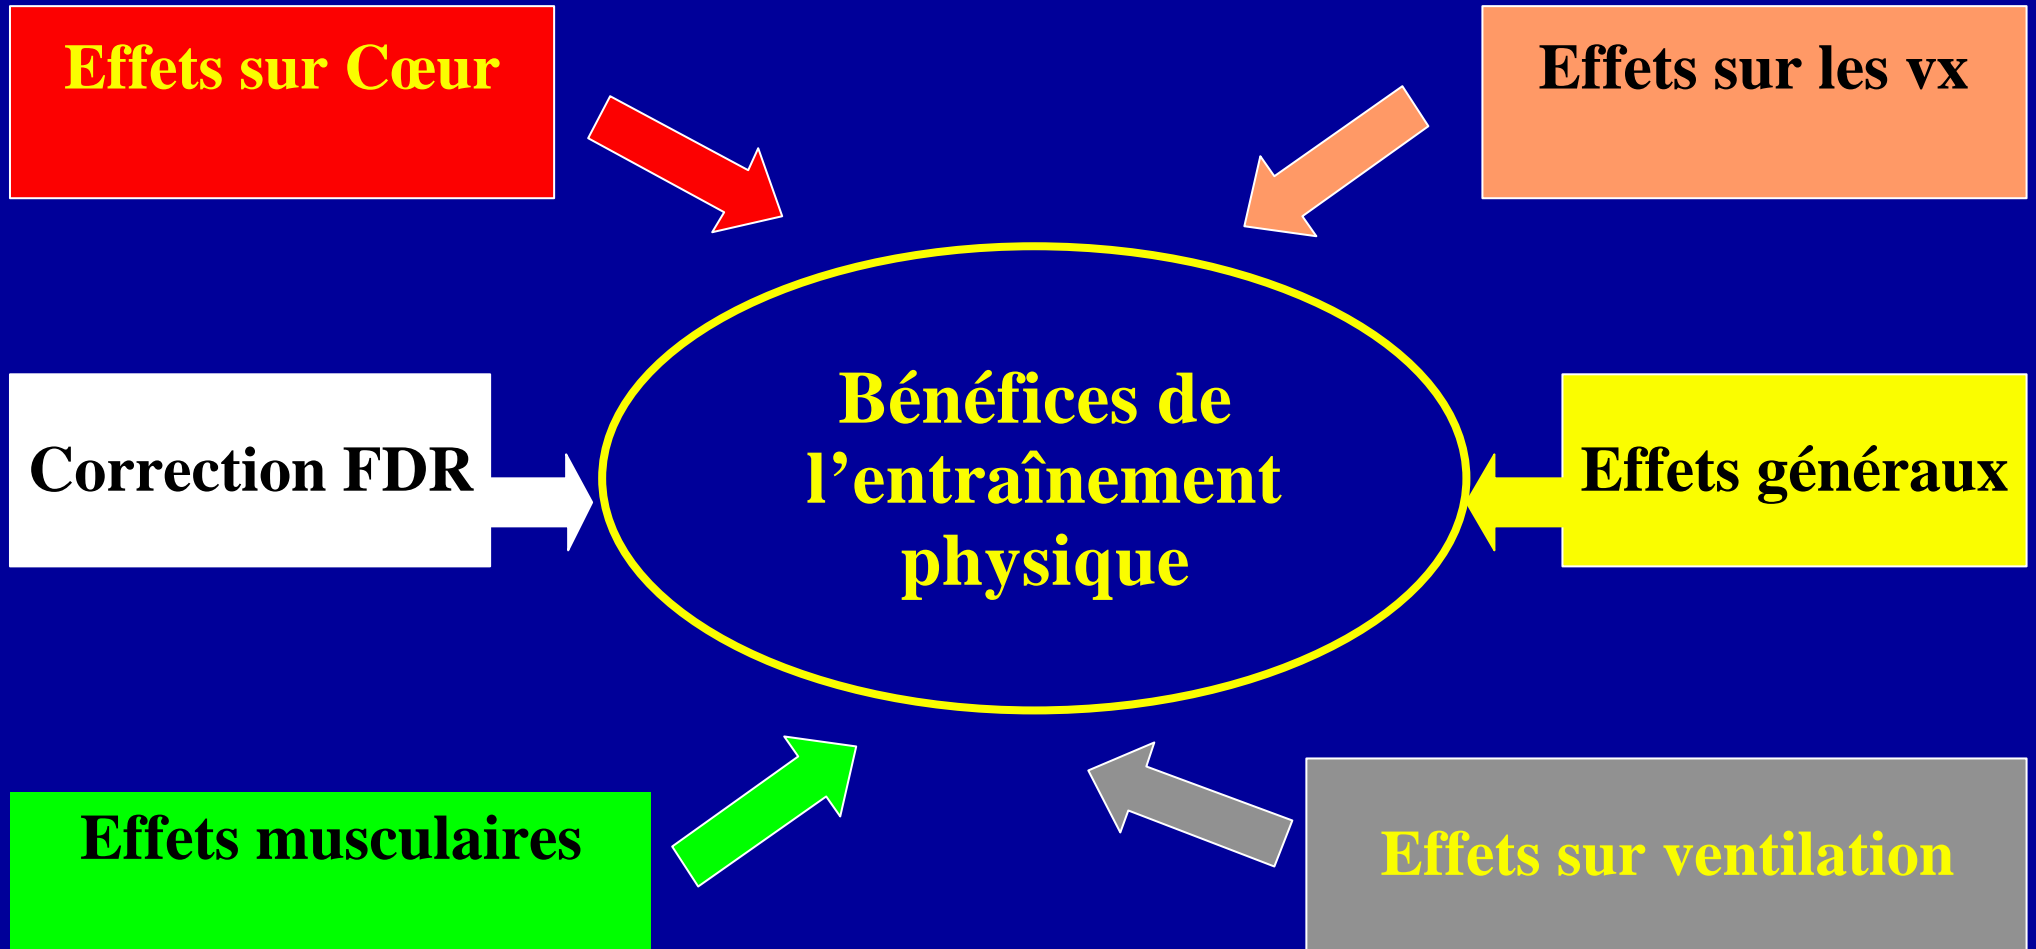 Effets sur Cœur
Effets sur les vx
Bénéfices de
l’entraînement
physique
Correction FDR
Effets généraux
Effets musculaires
Effets sur ventilation